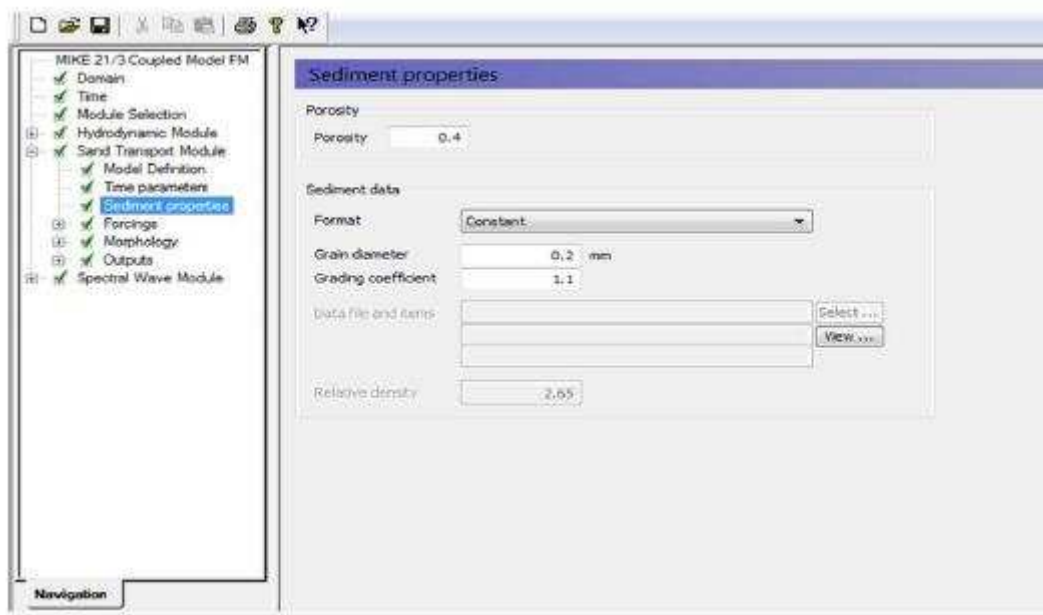 MIKE 21/3 Coupled Model FM
Domain
Time
Module Selection
Hydrodynamic Module
Sand Transport Module
Model Definition
Time parameters
Sediment properties
Forcings
Morphology
Outputs
Spectral Wave Module
Navigation
Sediment properties
Porosity
Porosity 0.4
Sediment data
Format Constant
Grain diameter 0.2 mm
Grading coefficient 1.1
Data file and items Select ...
View ...
Relative density 2.65